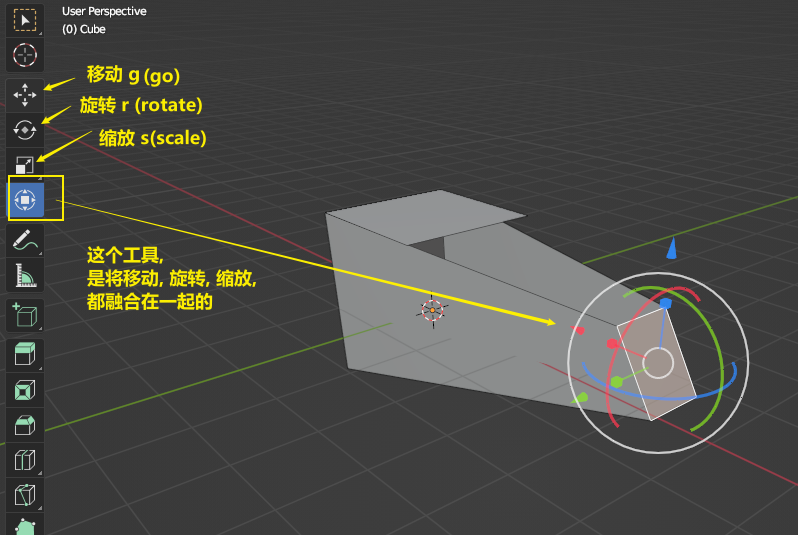 User Perspective
(0) Cube
移动 g (go)
旋转 r (rotate)
缩放 s(scale)
这个工具,
是将移动, 旋转, 缩放,
都融合在一起的